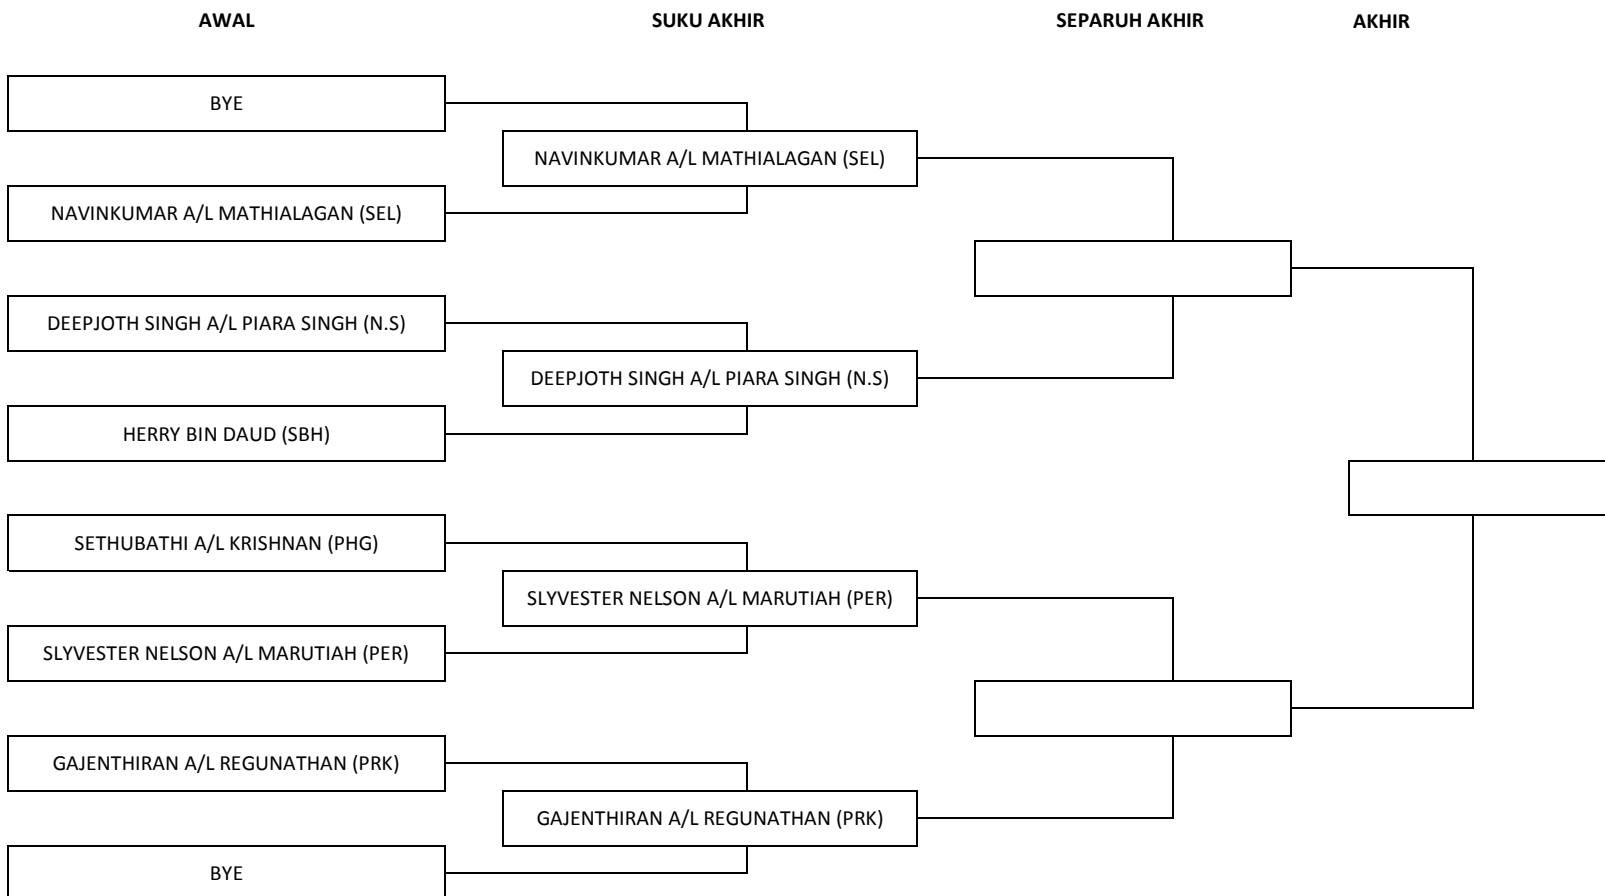 AWAL
SUKU AKHIR
SEPARUH AKHIR
AKHIR
BYE
NAVINKUMAR A/L MATHIALAGAN (SEL)
NAVINKUMAR A/L MATHIALAGAN (SEL)
DEEPJOTH SINGH A/L PIARA SINGH (N.S)
DEEPJOTH SINGH A/L PIARA SINGH (N.S)
HERRY BIN DAUD (SBH)
SETHUBATHI A/L KRISHNAN (PHG)
SLYVESTER NELSON A/L MARUTIAH (PER)
SLYVESTER NELSON A/L MARUTIAH (PER)
GAJENTHIRAN A/L REGUNATHAN (PRK)
GAJENTHIRAN A/L REGUNATHAN (PRK)
BYE